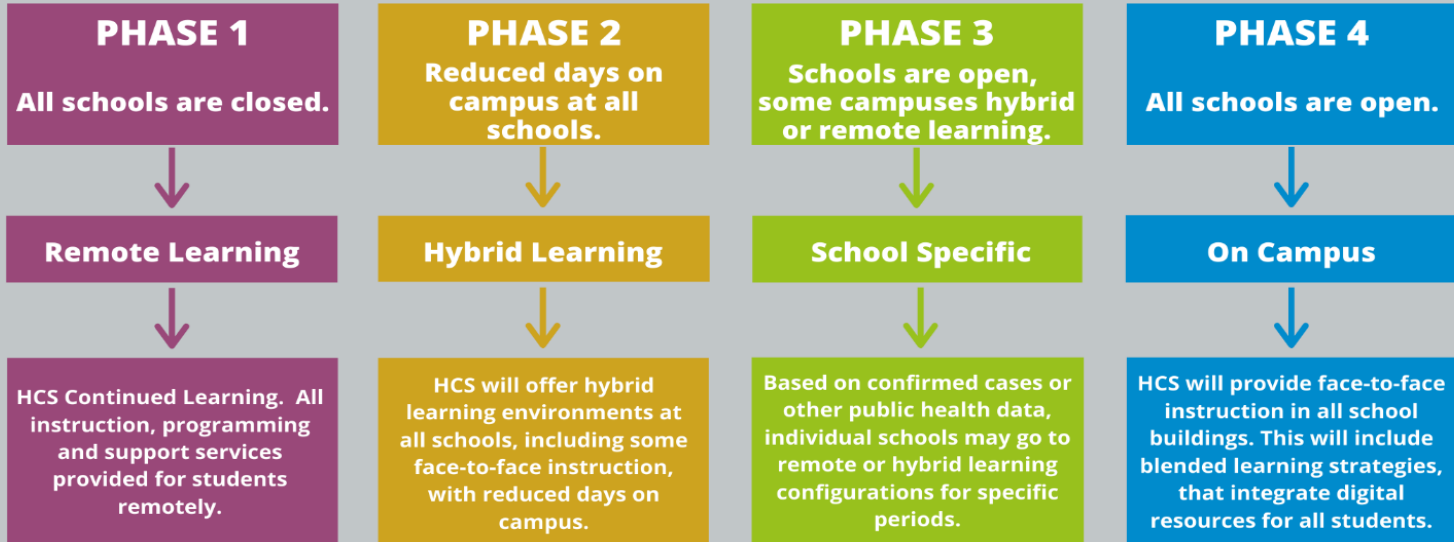 PHASE 1
All schools are closed.
Remote Learning
HCS Continued Learning.  All
instruction, programming
and support services
provided for students
remotely.
PHASE 2
Reduced days on
campus at all
schools.
Hybrid Learning
HCS will offer hybrid
learning environments at
all schools, including some
face-to-face instruction,
with reduced days on
campus.
PHASE 3
Schools are open,
some campuses hybrid
or remote learning.
School Specific
Based on confirmed cases or
other public health data,
individual schools may go to
remote or hybrid learning
configurations for specific
periods.
PHASE 4
All schools are open.
On Campus
HCS will provide face-to-face
instruction in all school
buildings. This will include
blended learning strategies,
that integrate digital
resources for all students.